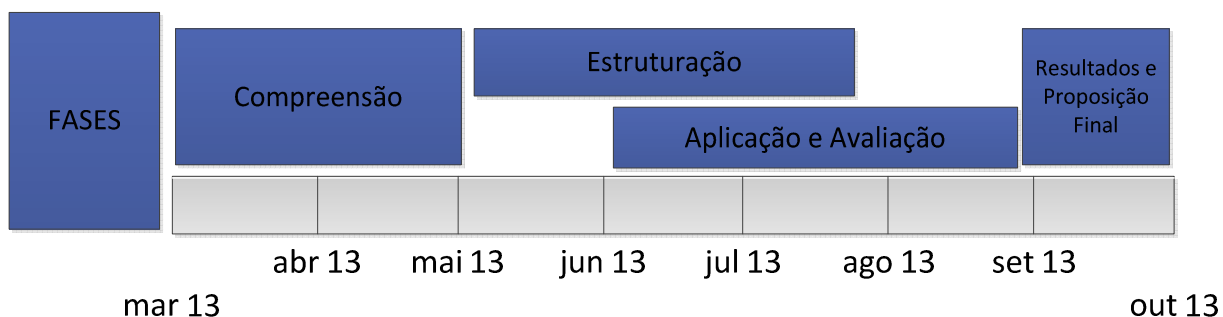 FASES
Compreensão
Estruturação
Aplicação e Avaliação
Resultados e
Proposição
Final
abr 13
mai 13
jun 13
jul 13
ago 13
set 13
mar 13
out 13